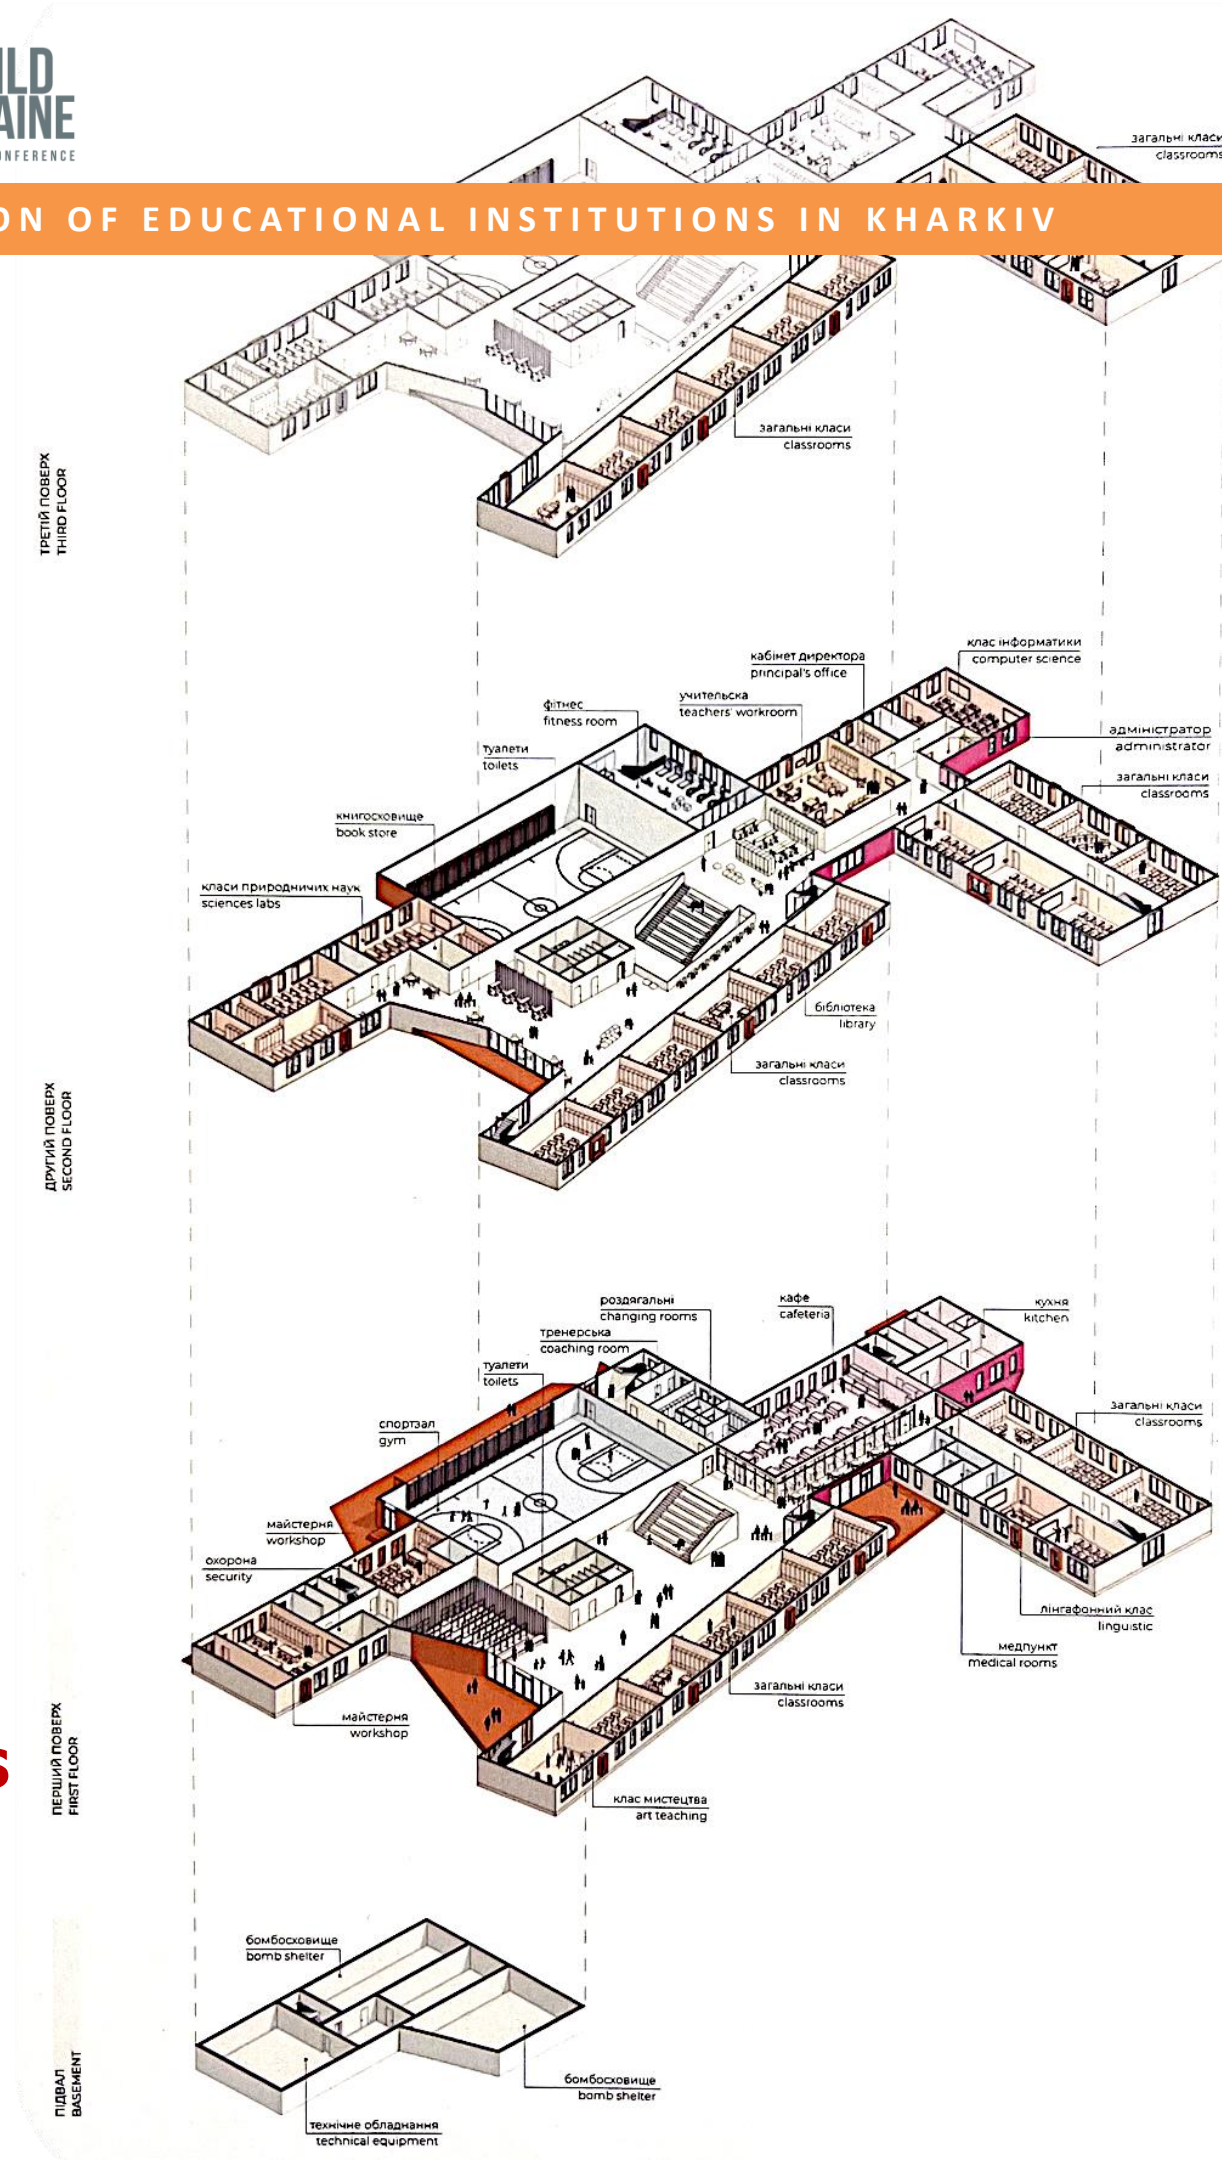 ILD
AINE
ONFERENCE
ON OF EDUCATIONAL INSTITUTIONS IN KHARKIV
загальні класи
classrooms
загальні класи
classrooms
ТРЕТІЙ ПОВЕРХ
THIRD FLOOR
клас інформатики
computer science
кабінет директора
principal's office
учительска
teachers' workroom
фітнес
fitness room
адміністратор
administrator
туалети
toilets
загальні класи
classrooms
книгосховище
book store
класи природничих наук
sciences labs
бібліотека
library
загальні класи
classrooms
ДРУГИЙ ПОВЕРХ
SECOND FLOOR
роздягальні
changing rooms
кафе
cafeteria
кухня
kitchen
тренерська
coaching room
туалети
toilets
загальні класи
classrooms
спортзал
gym
майстерня
workshop
охорона
security
лінгафонний клас
linguistic
медпункт
medical rooms
загальні класи
classrooms
майстерня
workshop
клас мистецтва
art teaching
ПЕРШИЙ ПОВЕРХ
FIRST FLOOR
S
бомбосховище
bomb shelter
бомбосховище
bomb shelter
технічне обладнання
technical equipment
ПІДВАЛ
BASEMENT